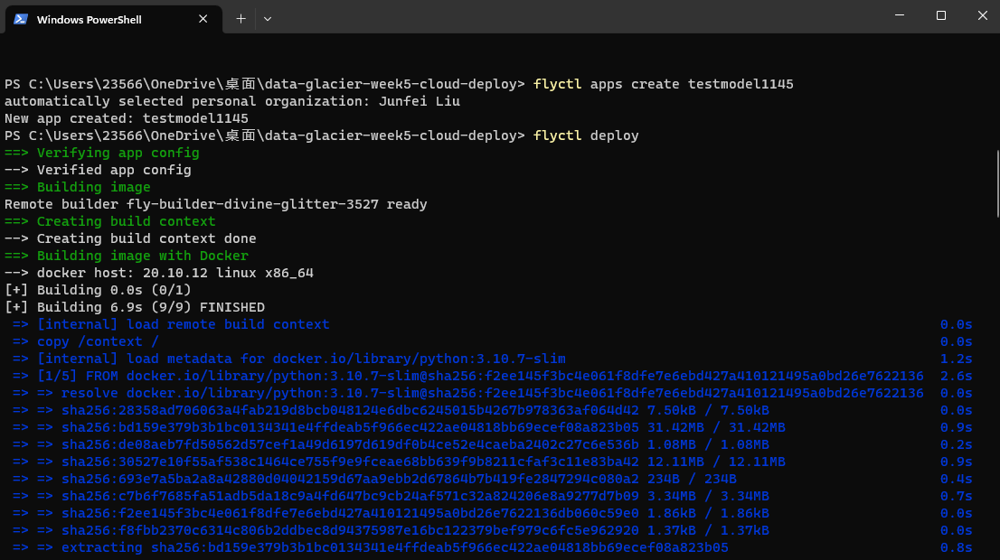 Windows PowerShell
PS C:\Users\23566\OneDrive\桌面\data-glacier-week5-cloud-deploy> flyctl apps create testmodel1145
automatically selected personal organization: Junfei Liu
New app created: testmodel1145
PS C:\Users\23566\OneDrive\桌面\data-glacier-week5-cloud-deploy> flyctl deploy
==> Verifying app config
--> Verified app config
==> Building image
Remote builder fly-builder-divine-glitter-3527 ready
==> Creating build context
--> Creating build context done
==> Building image with Docker
--> docker host: 20.10.12 linux x86_64
[+] Building 0.0s (0/1)
[+] Building 6.9s (9/9) FINISHED
=> [internal] load remote build context 0.0s
=> copy /context / 0.0s
=> [internal] load metadata for docker.io/library/python:3.10.7-slim 1.2s
=> [1/5] FROM docker.io/library/python:3.10.7-slim@sha256:f2ee145f3bc4e061f8dfe7e6ebd427a410121495a0bd26e7622136 2.6s
=> => resolve docker.io/library/python:3.10.7-slim@sha256:f2ee145f3bc4e061f8dfe7e6ebd427a410121495a0bd26e7622136 0.0s
=> => sha256:28358ad706063a4fab219d8bcb048124e6dbc6245015b4267b978363af064d42 7.50kB / 7.50kB 0.0s
=> => sha256:bd159e379b3b1bc0134341e4ffdeab5f966ec422ae04818bb69ecef08a823b05 31.42MB / 31.42MB 0.9s
=> => sha256:de08aeb7fd50562d57cef1a49d6197d619df0b4ce52e4caeba2402c27c6e536b 1.08MB / 1.08MB 0.2s
=> => sha256:30527e10f55af538c1464ce755f9e9fceae68bb639f9b8211cfaf3c11e83ba42 12.11MB / 12.11MB 0.9s
=> => sha256:693e7a5ba2a8a42880d04042159d67aa9ebb2d67864b7b419fe2847294c080a2 234B / 234B 0.4s
=> => sha256:c7b6f7685fa51adb5da18c9a4fd647bc9cb24af571c32a824206e8a9277d7b09 3.34MB / 3.34MB 0.7s
=> => sha256:f2ee145f3bc4e061f8dfe7e6ebd427a410121495a0bd26e7622136db060c59e0 1.86kB / 1.86kB 0.0s
=> => sha256:f8fbb2370c6314c806b2ddbec8d94375987e16bc122379bef979c6fc5e962920 1.37kB / 1.37kB 0.0s
=> => extracting sha256:bd159e379b3b1bc0134341e4ffdeab5f966ec422ae04818bb69ecef08a823b05 0.8s